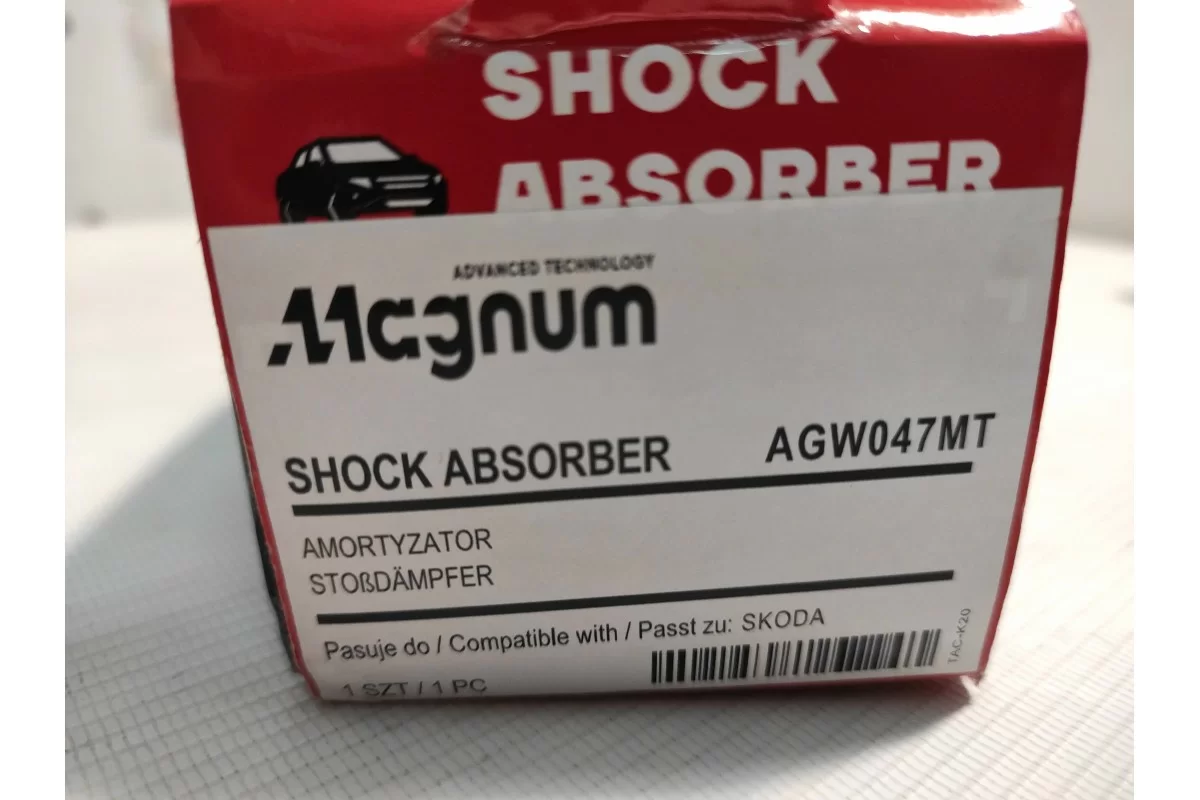 SHOCK
ABSORBER
ADVANCED TECHNOLOGY
Magnum
SHOCK ABSORBER AGW047MT
AMORTYZATOR
STOßDÄMPFER
Pasuje do / Compatible with / Passt zu: SKODA
1 SZT / 1 PC
TAC-K20